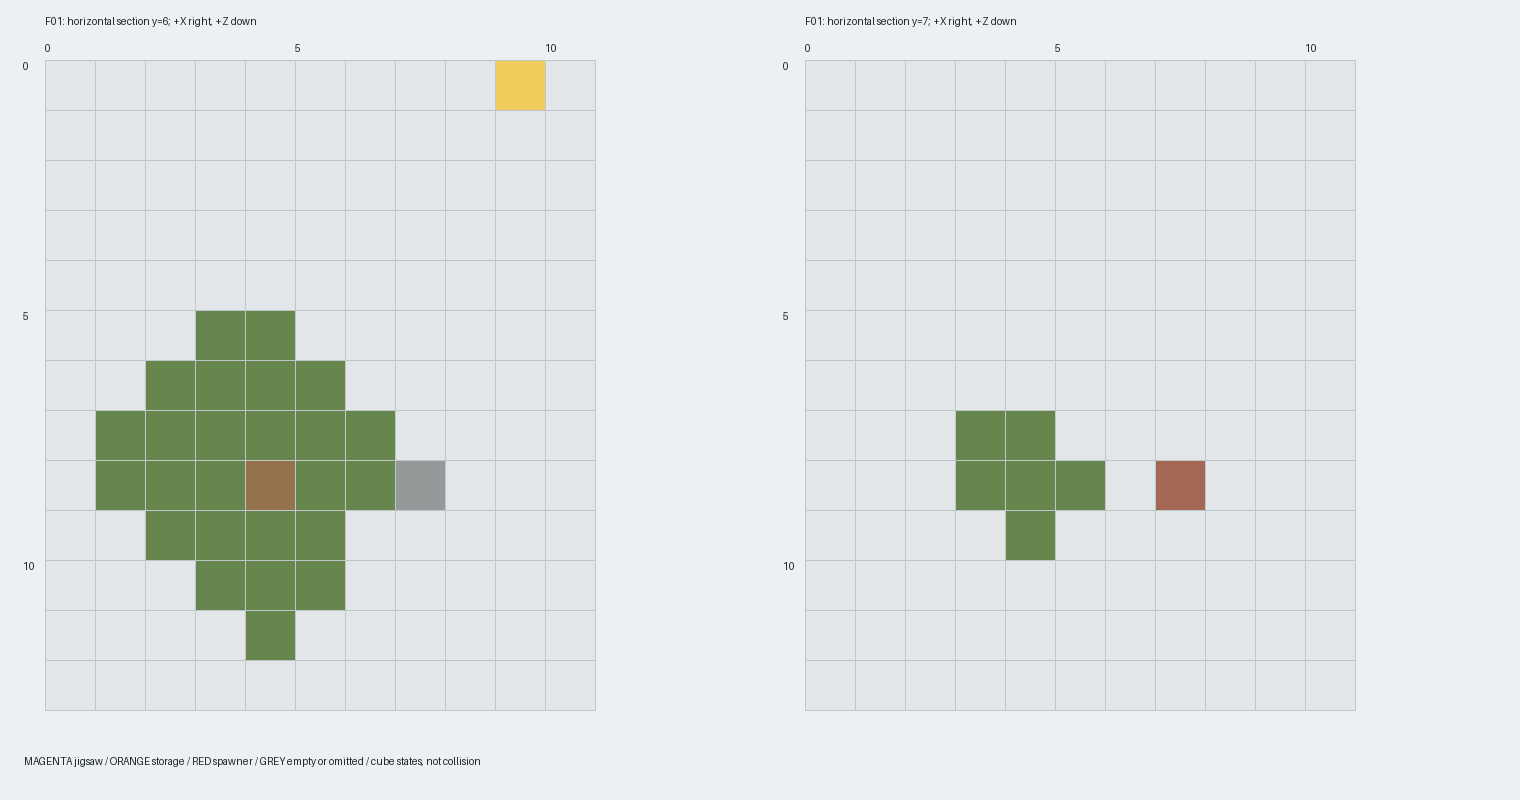 F01: horizontal section y=6; +X right, +Z down
F01: horizontal section y=7; +X right, +Z down
0 5 10
0 5 10
0
0
5
5
10
10
MAGENTA jigsaw / ORANGE storage / RED spawner / GREY empty or omitted / cube states, not collision